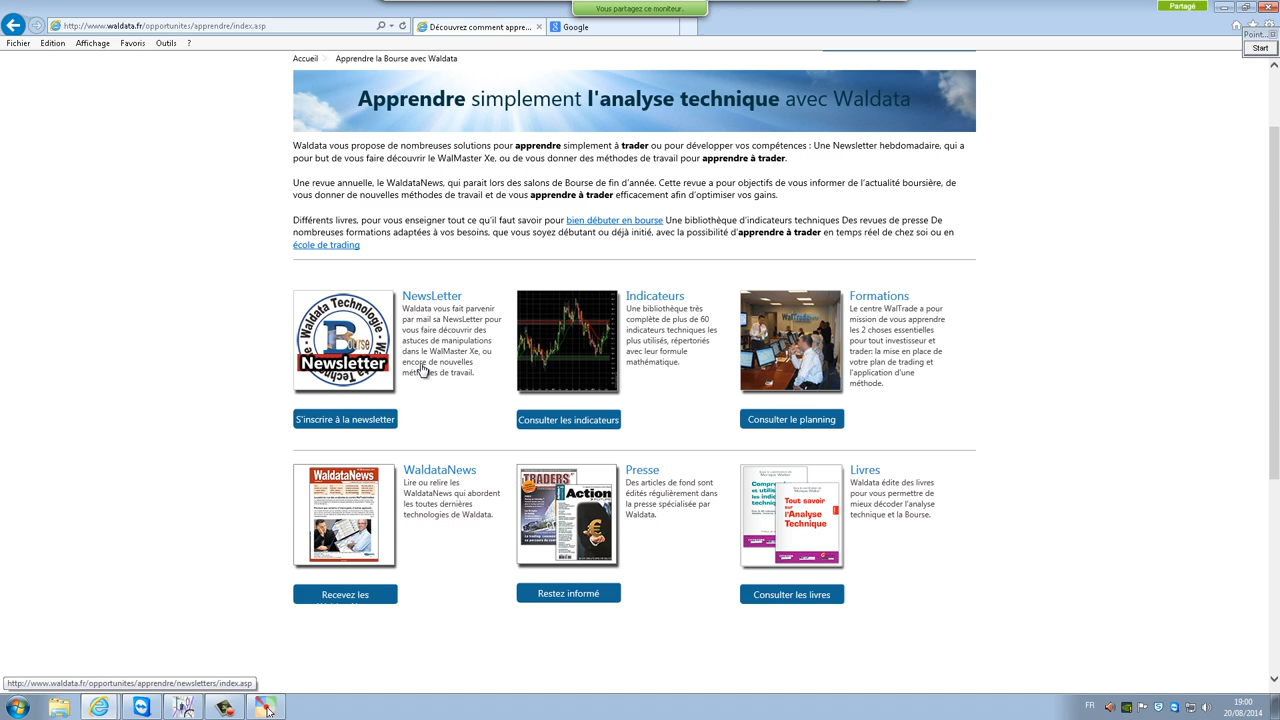 Vous partagez ce moniteur.
Partagé
http://www.waldata.fr/opportunites/apprendre/index.asp
Découvrez comment appre...
Google
Fichier Edition Affichage Favoris Outils ?
Point...
Start
Accueil Apprendre la Bourse avec Waldata
Apprendre simplement l'analyse technique avec Waldata
Waldata vous propose de nombreuses solutions pour apprendre simplement à trader ou pour développer vos compétences : Une Newsletter hebdomadaire, qui a
pour but de vous faire découvrir le WalMaster Xe, ou de vous donner des méthodes de travail pour apprendre à trader.
Une revue annuelle, le WaldataNews, qui parait lors des salons de Bourse de fin d'année. Cette revue a pour objectifs de vous informer de l'actualité boursière, de
vous donner de nouvelles méthodes de travail et de vous apprendre à trader efficacement afin d'optimiser vos gains.
Différents livres, pour vous enseigner tout ce qu'il faut savoir pour bien débuter en bourse Une bibliothèque d'indicateurs techniques Des revues de presse De
nombreuses formations adaptées à vos besoins, que vous soyez débutant ou déjà initié, avec la possibilité d'apprendre à trader en temps réel de chez soi ou en
école de trading
Waldata Technologie
Bourse
Newsletter
NewsLetter
Waldata vous fait parvenir
par mail sa NewsLetter pour
vous faire découvrir des
astuces de manipulations
dans le WalMaster Xe, ou
encore de nouvelles
méthodes de travail.
S'inscrire à la newsletter
Indicateurs
Une bibliothèque très
complète de plus de 60
indicateurs techniques les
plus utilisés, répertoriés
avec leur formule
mathématique.
Consulter les indicateurs
WalTrade
Formations
Le centre WalTrade a pour
mission de vous apprendre
les 2 choses essentielles
pour tout investisseur et
trader: la mise en place de
votre plan de trading et
l'application d'une
méthode.
Consulter le planning
WaldataNews
WaldataNews
Lire ou relire les
WaldataNews qui abordent
les toutes dernières
technologies de Waldata.
Recevez les
TRADERS
Action
Presse
Des articles de fond sont
édités régulièrement dans
la presse spécialisée par
Waldata.
Restez informé
Tout savoir
sur
l'Analyse
Technique
Livres
Waldata édite des livres
pour vous permettre de
mieux décoder l'analyse
technique et la Bourse.
Consulter les livres
http://www.waldata.fr/opportunites/apprendre/newsletters/index.asp
FR
19:00
20/08/2014